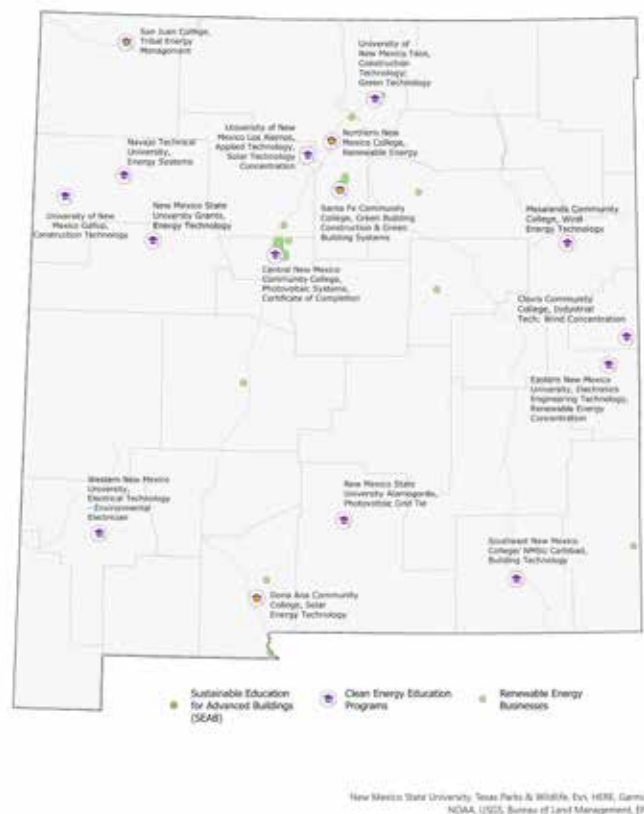 San Juan College,
Tribal Energy
Management
University of
New Mexico Taos,
Construction
Technology;
Green Technology
University of New
Mexico Los Alamos,
Applied Technology,
Solar Technology
Concentration
Northern New
Mexico College,
Renewable Energy
Navajo Technical
University,
Energy Systems
University of New
Mexico Gallup,
Construction Technology
New Mexico State
University Grants,
Energy Technology
Santa Fe Community
College, Green Building
Construction & Green
Building Systems
Mesalands Community
College, Wind
Energy Technology
Central New Mexico
Community College,
Photovoltaic Systems,
Certificate of Completion
Clovis Community
College, Industrial
Tech; Wind Concentration
Eastern New Mexico
University, Electronics
Engineering Technology,
Renewable Energy
Concentration
Western New Mexico
University,
Electrical Technology
- Environmental
Electrician
New Mexico State
University Alamogordo,
Photovoltaic Grid Tie
Southeast New Mexico
College/ NMSU Carlsbad,
Building Technology
Dona Ana Community
College, Solar
Energy Technology
Sustainable Education
for Advanced Buildings
(SEAB)
Clean Energy Education
Programs
Renewable Energy
Businesses
New Mexico State University, Texas Parks & Wildlife, Esri, HERE,
NOAA, USGS, Bureau of Land Management,